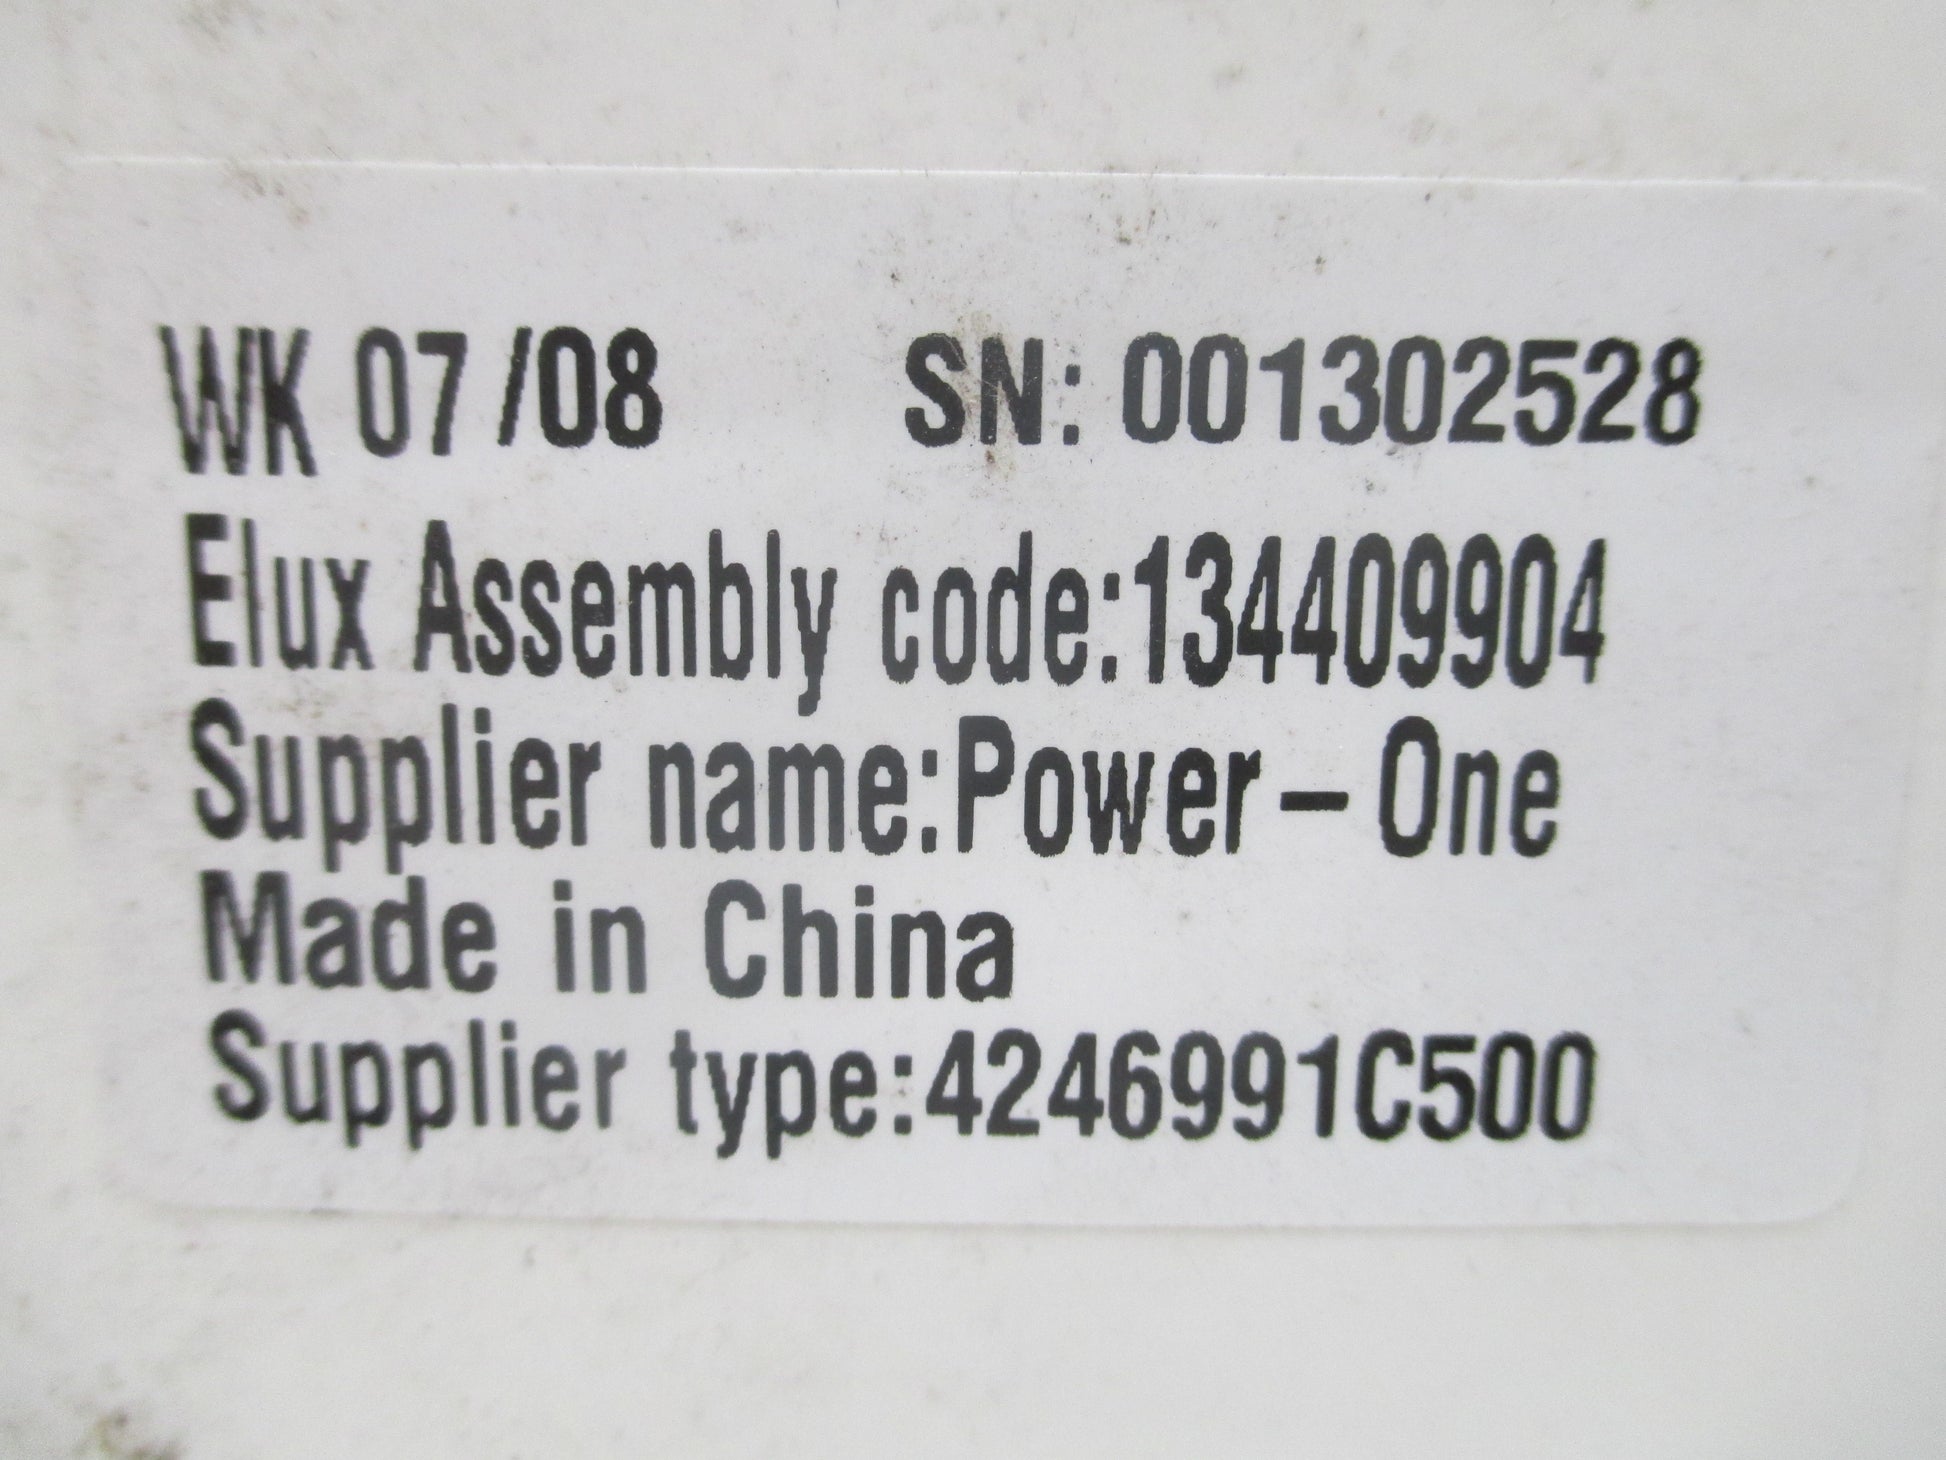 WK 07/08 SN: 001302528
Elux Assembly code:134409904
Supplier name:Power-One
Made in China
Supplier type:4246991C500